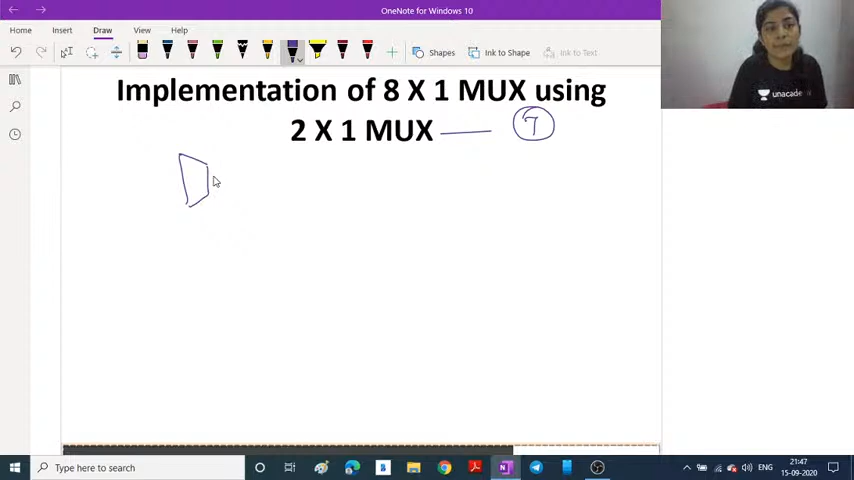 OneNote for Windows 10
Home Insert Draw View Help
Shapes Ink to Shape Ink to Text
Implementation of 8 X 1 MUX using
2 X 1 MUX 7
unacademy
Type here to search
ENG
21:47
15-09-2020